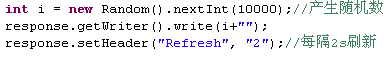 int i = new Random().nextInt(10000);//产生随机数
response.getWriter().write(i+"");
response.setHeader("Refresh", "2");//每隔2s刷新